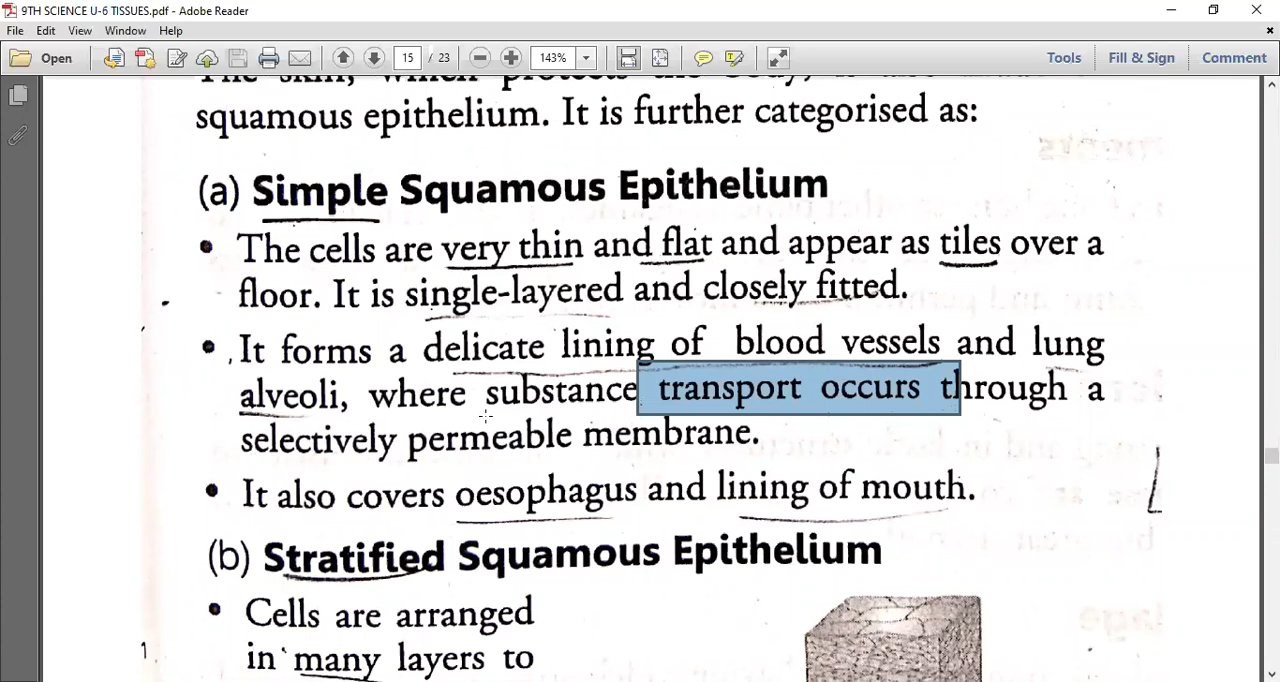 9TH SCIENCE U-6 TISSUES.pdf - Adobe Reader
File Edit View Window Help
Open 15 / 23 143% Tools Fill & Sign Comment
squamous epithelium. It is further categorised as:
(a) Simple Squamous Epithelium
• The cells are very thin and flat and appear as tiles over a
floor. It is single-layered and closely fitted.
• It forms a delicate lining of blood vessels and lung
alveoli, where substance transport occurs through a
selectively permeable membrane.
• It also covers oesophagus and lining of mouth.
(b) Stratified Squamous Epithelium
• Cells are arranged
in many layers to